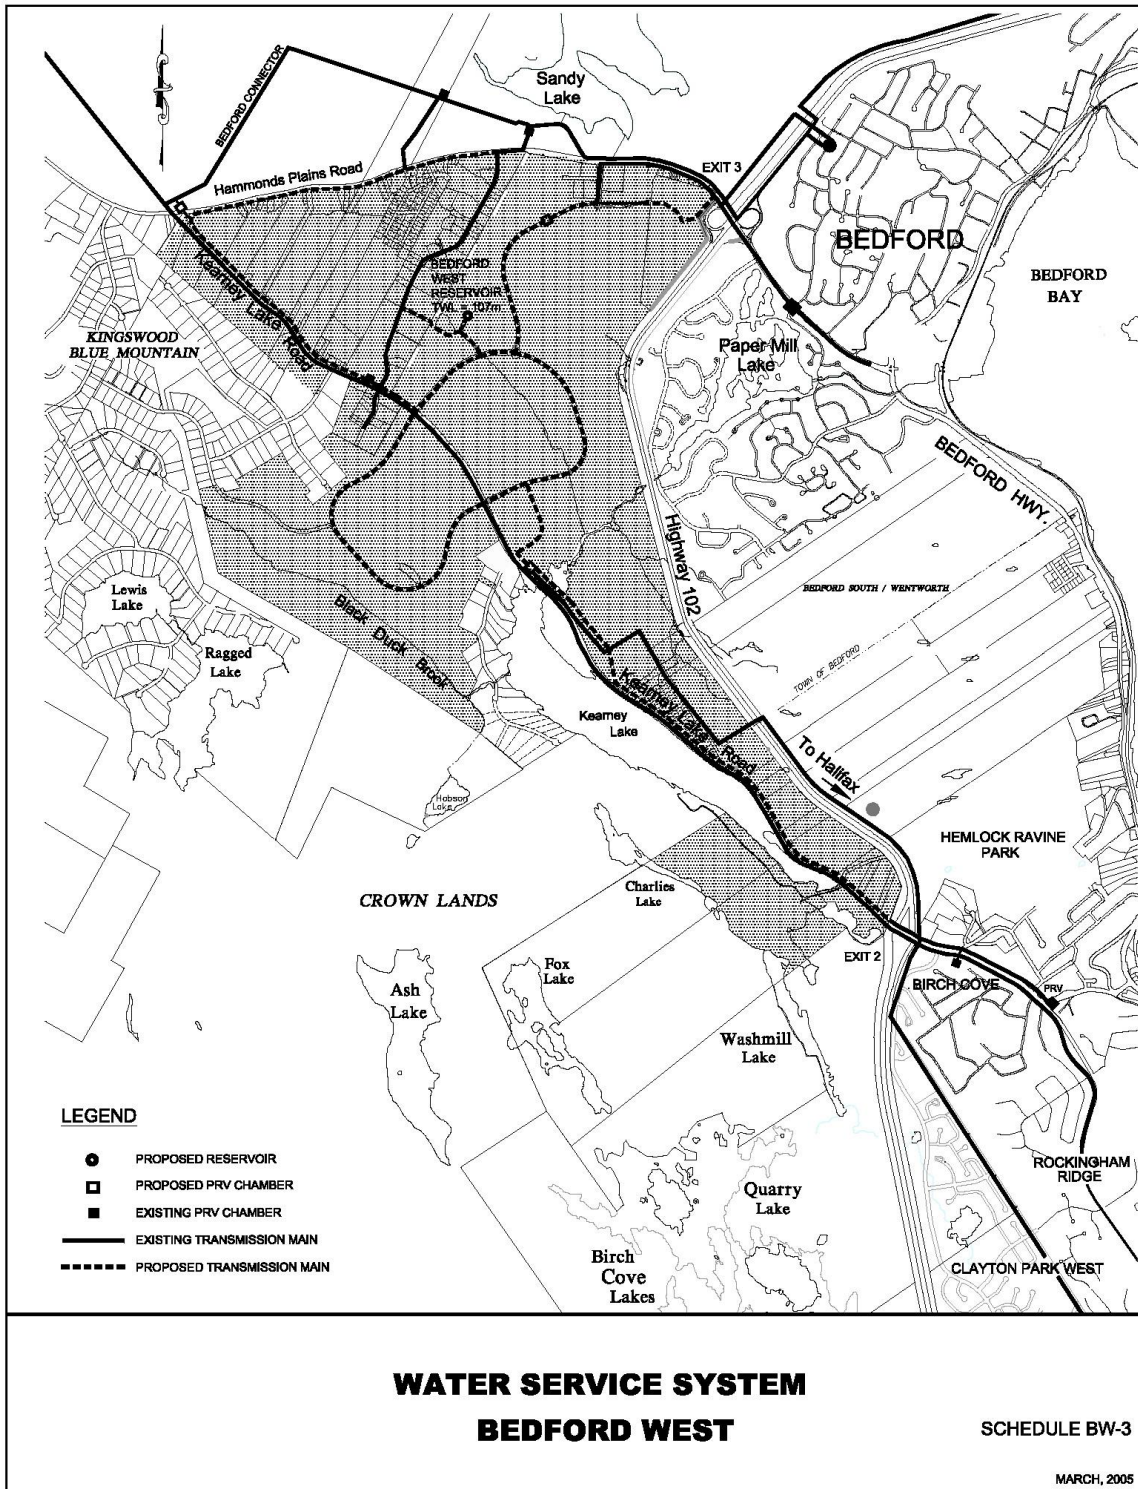 Sandy
Lake
BEDFORD CONNECTOR
EXIT 3
Hammonds Plains Road
BEDFORD
BEDFORD
BAY
Kearney Lake Road
BEDFORD
WEST
RESERVOIR
TWL = 107m
KINGSWOOD
BLUE MOUNTAIN
Paper Mill
Lake
BEDFORD HWY.
Highway 102
BEDFORD SOUTH / WENTWORTH
Lewis
Lake
Black Duck Brook
Ragged
Lake
TOWN OF BEDFORD
Kearney Lake Road
Kearney
Lake
To Halifax
Hobson
Lake
HEMLOCK RAVINE
PARK
Charlies
Lake
CROWN LANDS
EXIT 2
Fox
Lake
BIRCH COVE
PRV
Ash
Lake
Washmill
Lake
LEGEND
PROPOSED RESERVOIR
PROPOSED PRV CHAMBER
EXISTING PRV CHAMBER
EXISTING TRANSMISSION MAIN
PROPOSED TRANSMISSION MAIN
ROCKINGHAM
RIDGE
Quarry
Lake
Birch
Cove
Lakes
CLAYTON PARK WEST
WATER SERVICE SYSTEM
BEDFORD WEST
SCHEDULE BW-3
MARCH, 2005